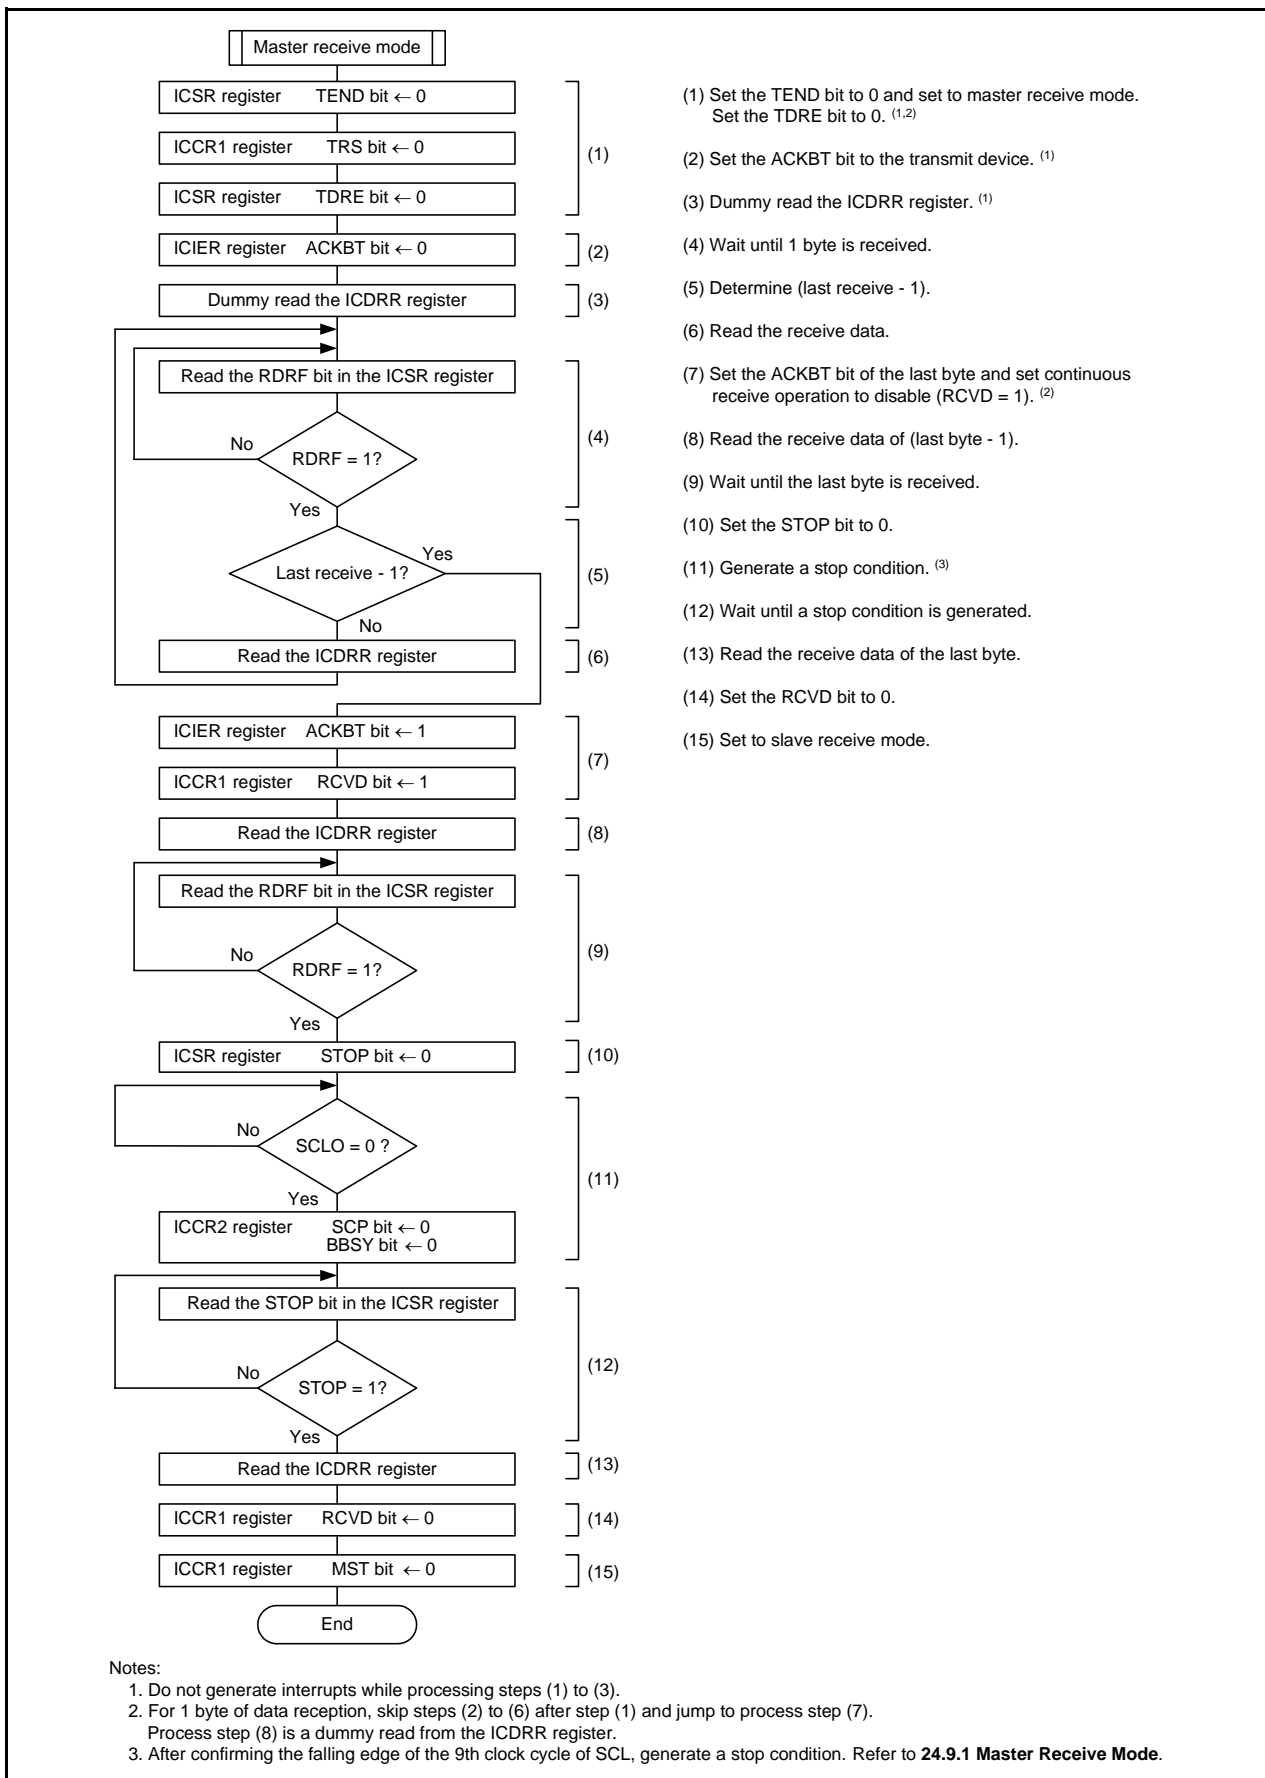 Master receive mode
ICSR register TEND bit ← 0
ICCR1 register TRS bit ← 0
ICSR register TDRE bit ← 0
(1)
ICIER register ACKBT bit ← 0
(2)
Dummy read the ICDRR register
(3)
Read the RDRF bit in the ICSR register
No
RDRF = 1?
(4)
Yes
Last receive - 1?
Yes
(5)
No
Read the ICDRR register
(6)
ICIER register ACKBT bit ← 1
ICCR1 register RCVD bit ← 1
(7)
Read the ICDRR register
(8)
Read the RDRF bit in the ICSR register
No
RDRF = 1?
(9)
Yes
ICSR register STOP bit ← 0
(10)
No
SCLO = 0 ?
(11)
Yes
ICCR2 register SCP bit ← 0
BBSY bit ← 0
Read the STOP bit in the ICSR register
No
STOP = 1?
(12)
Yes
Read the ICDRR register
(13)
ICCR1 register RCVD bit ← 0
(14)
ICCR1 register MST bit ← 0
(15)
End
(1) Set the TEND bit to 0 and set to master receive mode.
Set the TDRE bit to 0. (1,2)
(2) Set the ACKBT bit to the transmit device. (1)
(3) Dummy read the ICDRR register. (1)
(4) Wait until 1 byte is received.
(5) Determine (last receive - 1).
(6) Read the receive data.
(7) Set the ACKBT bit of the last byte and set continuous
receive operation to disable (RCVD = 1). (2)
(8) Read the receive data of (last byte - 1).
(9) Wait until the last byte is received.
(10) Set the STOP bit to 0.
(11) Generate a stop condition. (3)
(12) Wait until a stop condition is generated.
(13) Read the receive data of the last byte.
(14) Set the RCVD bit to 0.
(15) Set to slave receive mode.
Notes:
1. Do not generate interrupts while processing steps (1) to (3).
2. For 1 byte of data reception, skip steps (2) to (6) after step (1) and jump to process step (7).
Process step (8) is a dummy read from the ICDRR register.
3. After confirming the falling edge of the 9th clock cycle of SCL, generate a stop condition. Refer to 24.9.1 Master Receive Mode.